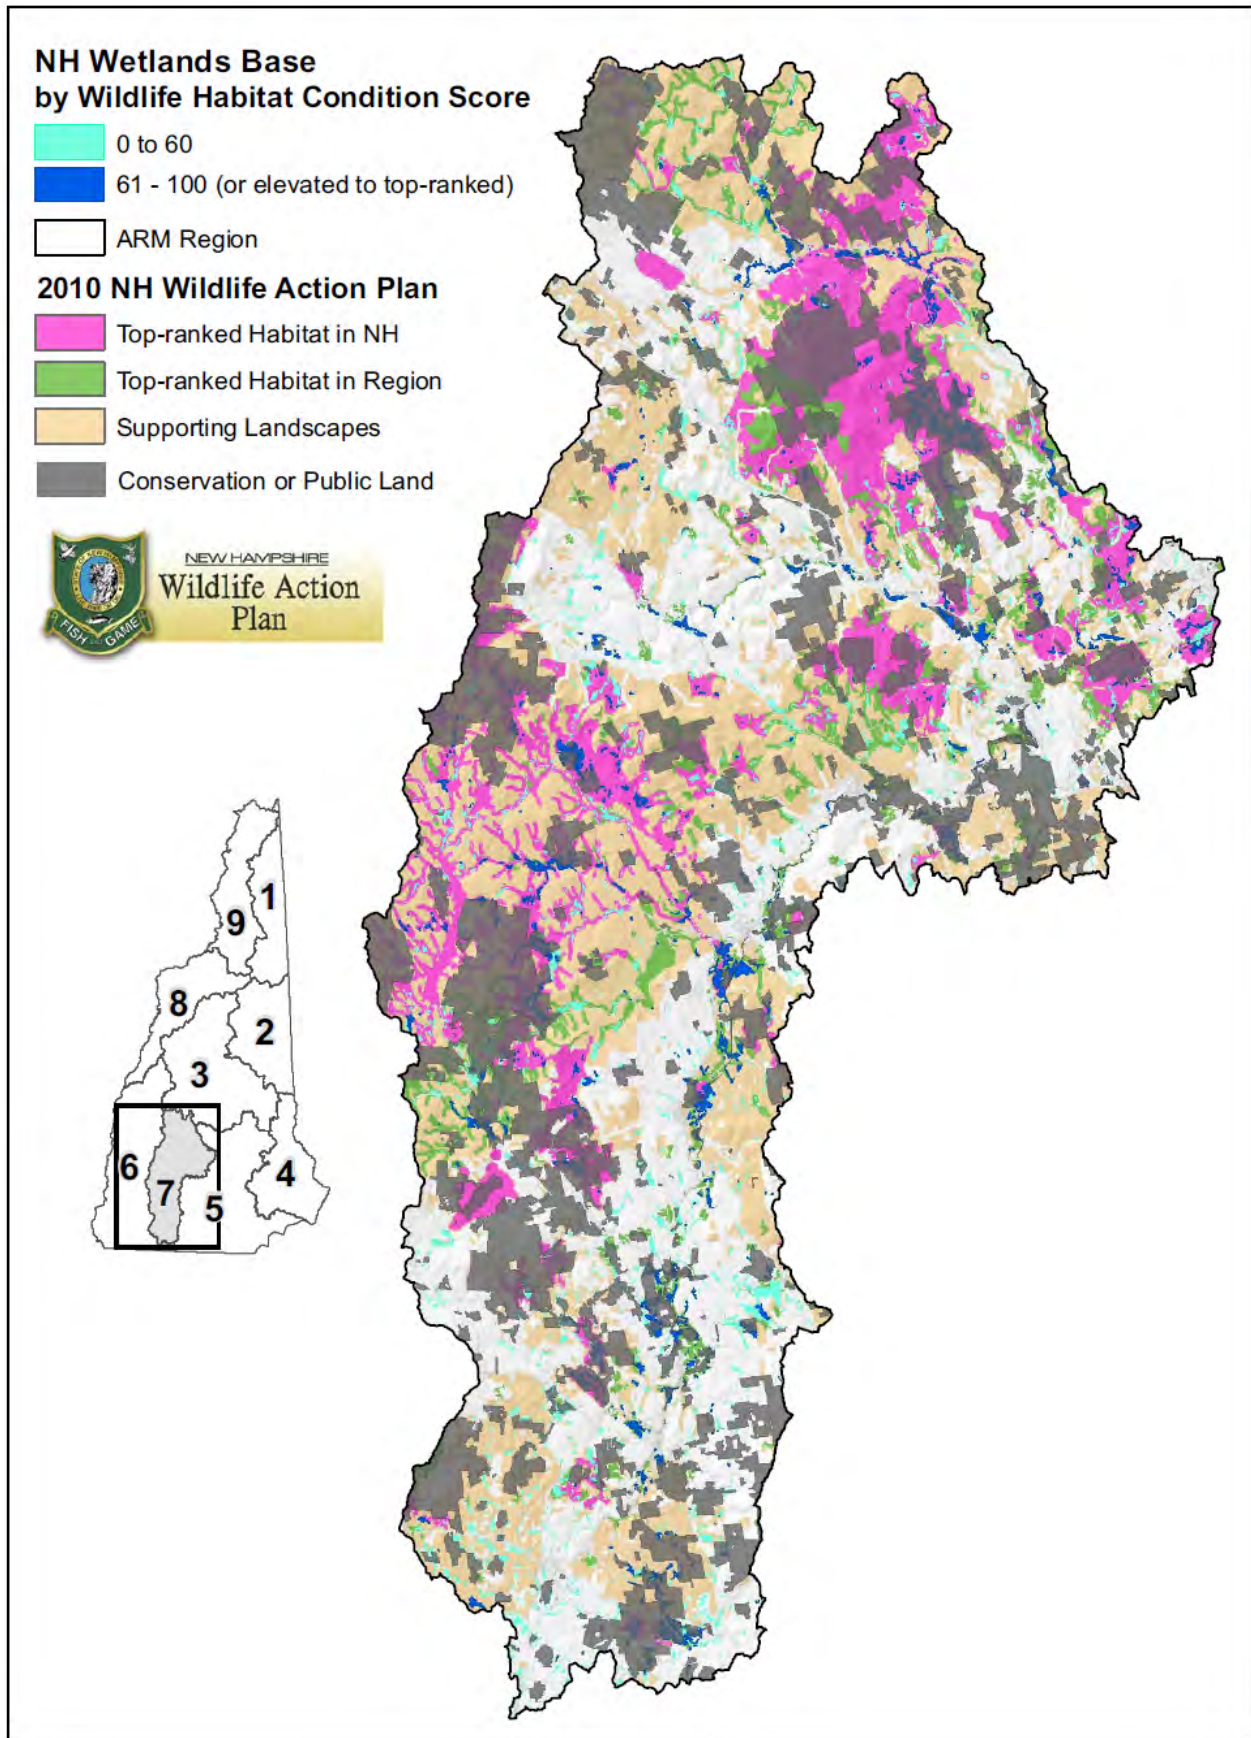 NH Wetlands Base
by Wildlife Habitat Condition Score
0 to 60
61 - 100 (or elevated to top-ranked)
ARM Region
2010 NH Wildlife Action Plan
Top-ranked Habitat in NH
Top-ranked Habitat in Region
Supporting Landscapes
Conservation or Public Land
NEW HAMPSHIRE
Wildlife Action
Plan
FISH AND GAME
1
9
8
2
3
6
7
5
4